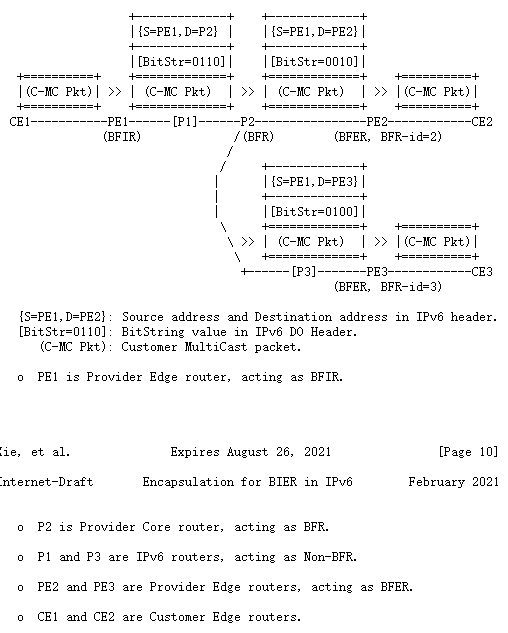 +-------------+   +-------------+
|{S=PE1,D=P2} |   |{S=PE1,D=PE2}|
+-------------+   +-------------+
|[BitStr=0110]|   |[BitStr=0010]|
+==========+   +=============+   +============+   +==========+
|(C-MC Pkt)| >> | (C-MC Pkt)  | >> | (C-MC Pkt) | >> |(C-MC Pkt)|
+==========+   +============+   +============+   +==========+
CE1-----------PE1------[P1]------P2---------------PE2-----------CE2
(BFIR)            /(BFR)        (BFER, BFR-id=2)
/
/    +-------------+
|     |{S=PE1,D=PE3}|
|     +-------------+
|     |[BitStr=0100]|
\     +============+   +==========+
\ >> | (C-MC Pkt)  | >> |(C-MC Pkt)|
\   +============+   +==========+
+------[P3]------PE3-----------CE3
(BFER, BFR-id=3)
{S=PE1,D=PE2}: Source address and Destination address in IPv6 header.
[BitStr=0110]: BitString value in IPv6 DO Header.
(C-MC Pkt): Customer MultiCast packet.
o  PE1 is Provider Edge router, acting as BFIR.
Xie, et al.             Expires August 26, 2021             [Page 10]
Internet-Draft      Encapsulation for BIER in IPv6      February 2021
o  P2 is Provider Core router, acting as BFR.
o  P1 and P3 are IPv6 routers, acting as Non-BFR.
o  PE2 and PE3 are Provider Edge routers, acting as BFER.
o  CE1 and CE2 are Customer Edge routers.